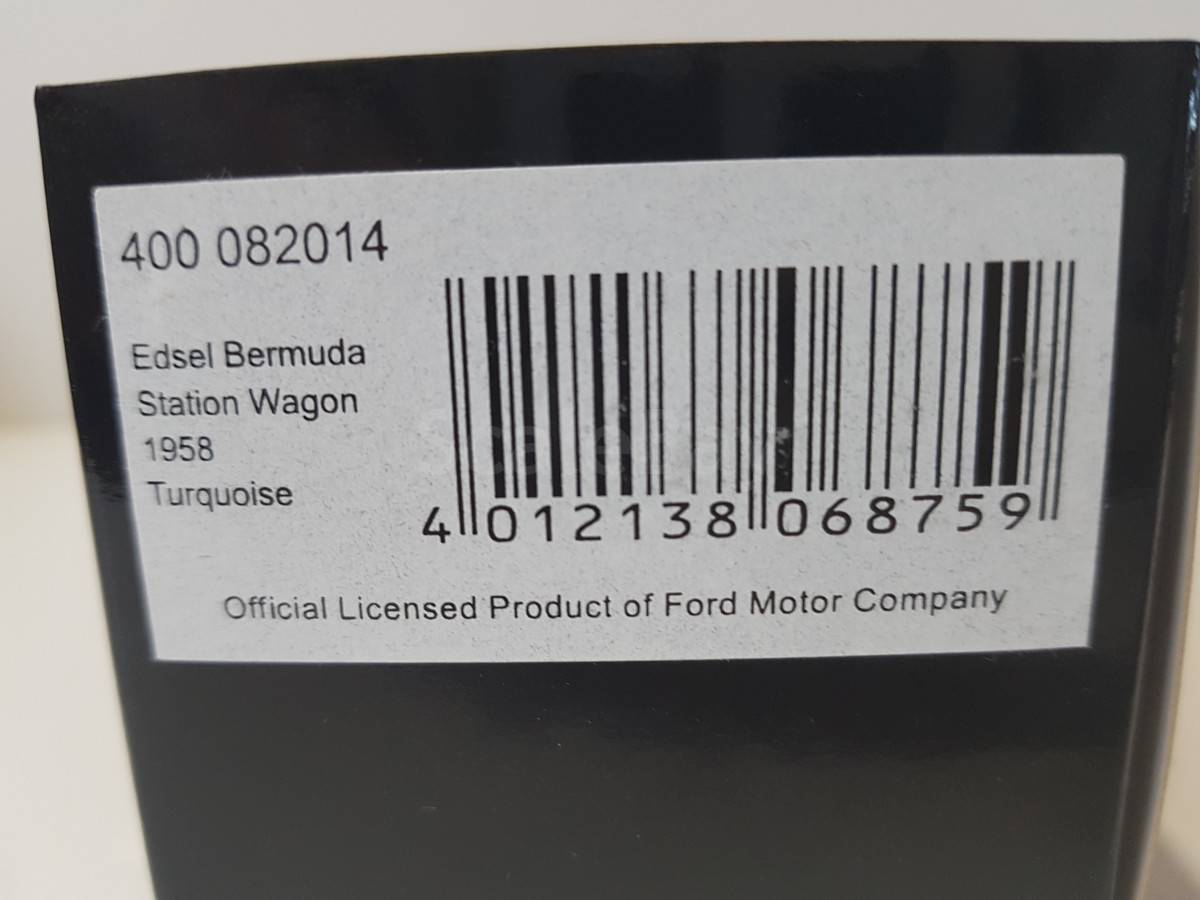 400 082014
Edsel Bermuda
Station Wagon
1958
Turquoise
4 012138 068759
Official Licensed Product of Ford Motor Company